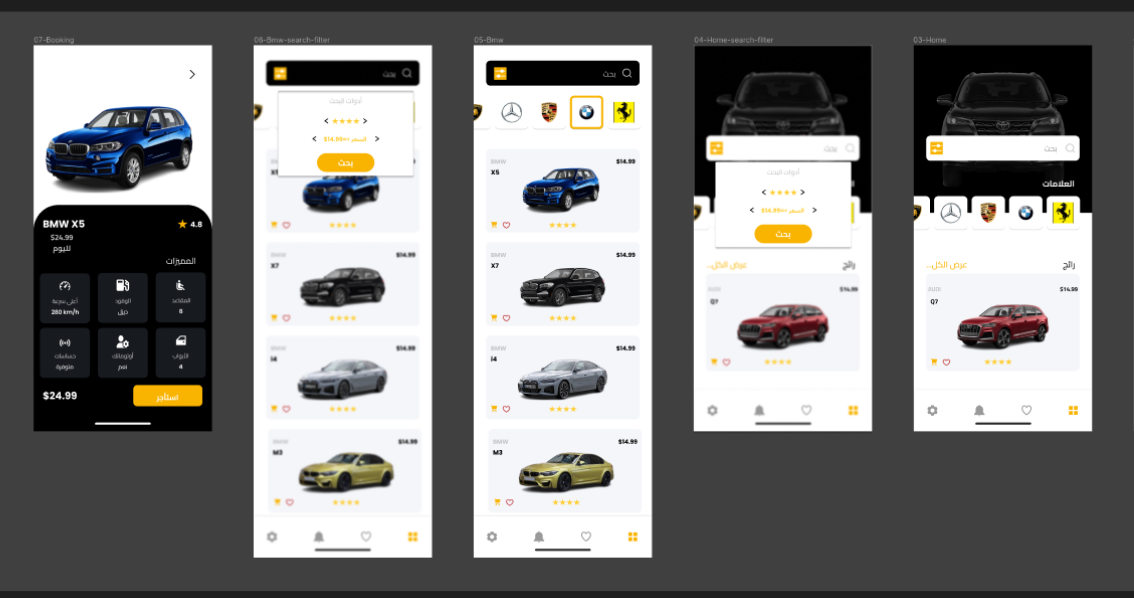 07-Booking
BMW X5
4.8
$24.99
لليوم
المميزات
أعلى سرعة
280 km/h
الوقود
ديزل
المقاعد
8
حساسات
متوفرة
أوتوماتك
نعم
الأبواب
4
$24.99
استأجر
06-Bmw-search-filter
بحث
أدوات البحث
السعر =>$14.99
بحث
BMW
X5
BMW
$14.99
X7
BMW
$14.99
i4
BMW
$14.99
M3
05-Bmw
بحث
BMW
$14.99
X5
BMW
$14.99
X7
BMW
$14.99
i4
BMW
$14.99
M3
04-Home-search-filter
بحث
أدوات البحث
السعر =>$14.99
بحث
رائج
عرض الكل...
AUDI
$14.99
Q7
03-Home
بحث
العلامات
رائج
عرض الكل...
AUDI
$14.99
Q7